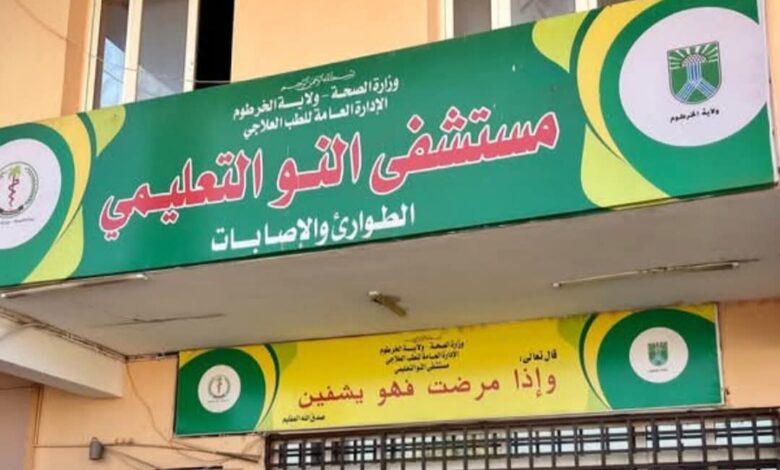 بسم الله الرحمن الرحيم
وزارة الصحة - ولاية الخرطوم
الإدارة العامة للطب العلاجي
مستشفى النو التعليمي
الطوارئ والإصابات
ولاية الخرطوم
وزارة الصحة - ولاية الخرطوم
الإدارة العامة للطب العلاجي
مستشفى النو التعليمي
قال تعالى:
وإذا مرضت فهو يشفين
صدق الله العظيم